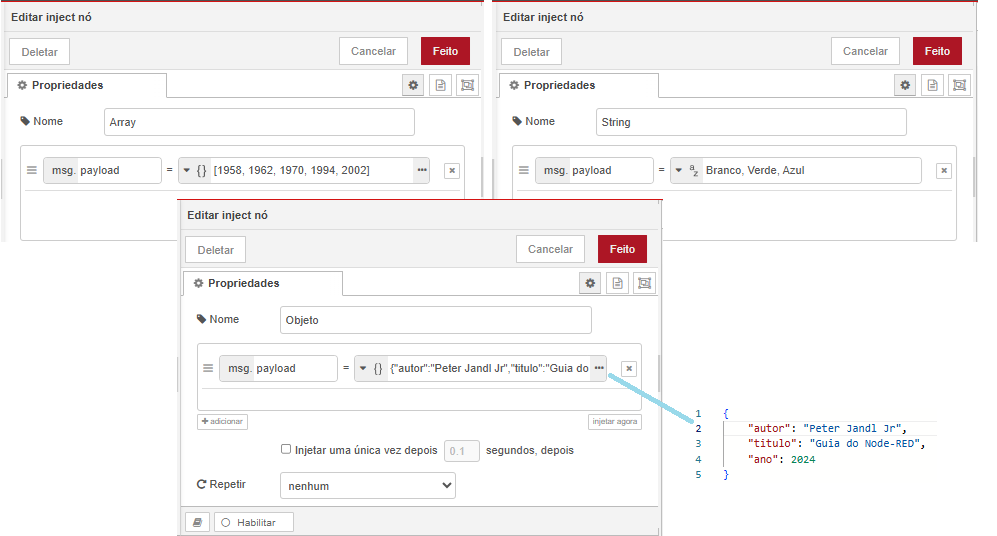 Editar inject nó
Deletar
Cancelar
Feito
Propriedades
Nome
Array
msg. payload
=
{} [1958, 1962, 1970, 1994, 2002]
•••
×
Editar inject nó
Deletar
Cancelar
Feito
Propriedades
Nome
String
msg. payload
=
a
z
Branco, Verde, Azul
×
Editar inject nó
Deletar
Cancelar
Feito
Propriedades
Nome
Objeto
msg. payload
=
{} {"autor":"Peter Jandl Jr","titulo":"Guia do
•••
×
+ adicionar
injetar agora
Injetar uma única vez depois 0.1 segundos, depois
Repetir
nenhum
Habilitar
1 {
2 "autor": "Peter Jandl Jr",
3 "titulo": "Guia do Node-RED",
4 "ano": 2024
5 }